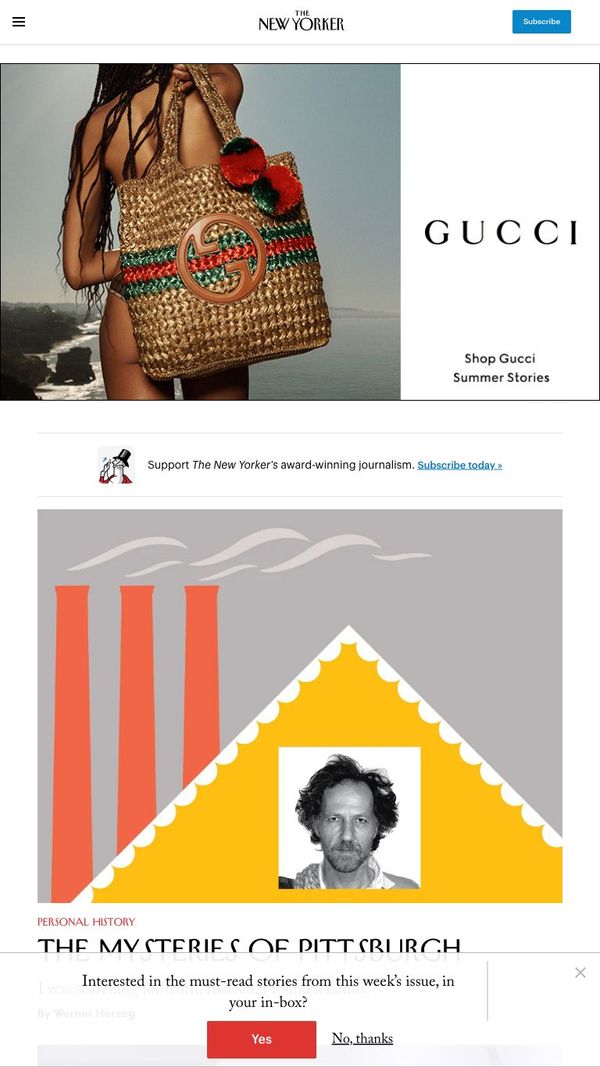 THE
NEW YORKER
Subscribe
GUCCI
Shop Gucci
Summer Stories
Support The New Yorker's award-winning journalism. Subscribe today »
PERSONAL HISTORY
THE MYSTERIES OF PITTSBURGH
I was
By Werner Herzog
Interested in the must-read stories from this week's issue, in
your in-box?
Yes
No, thanks